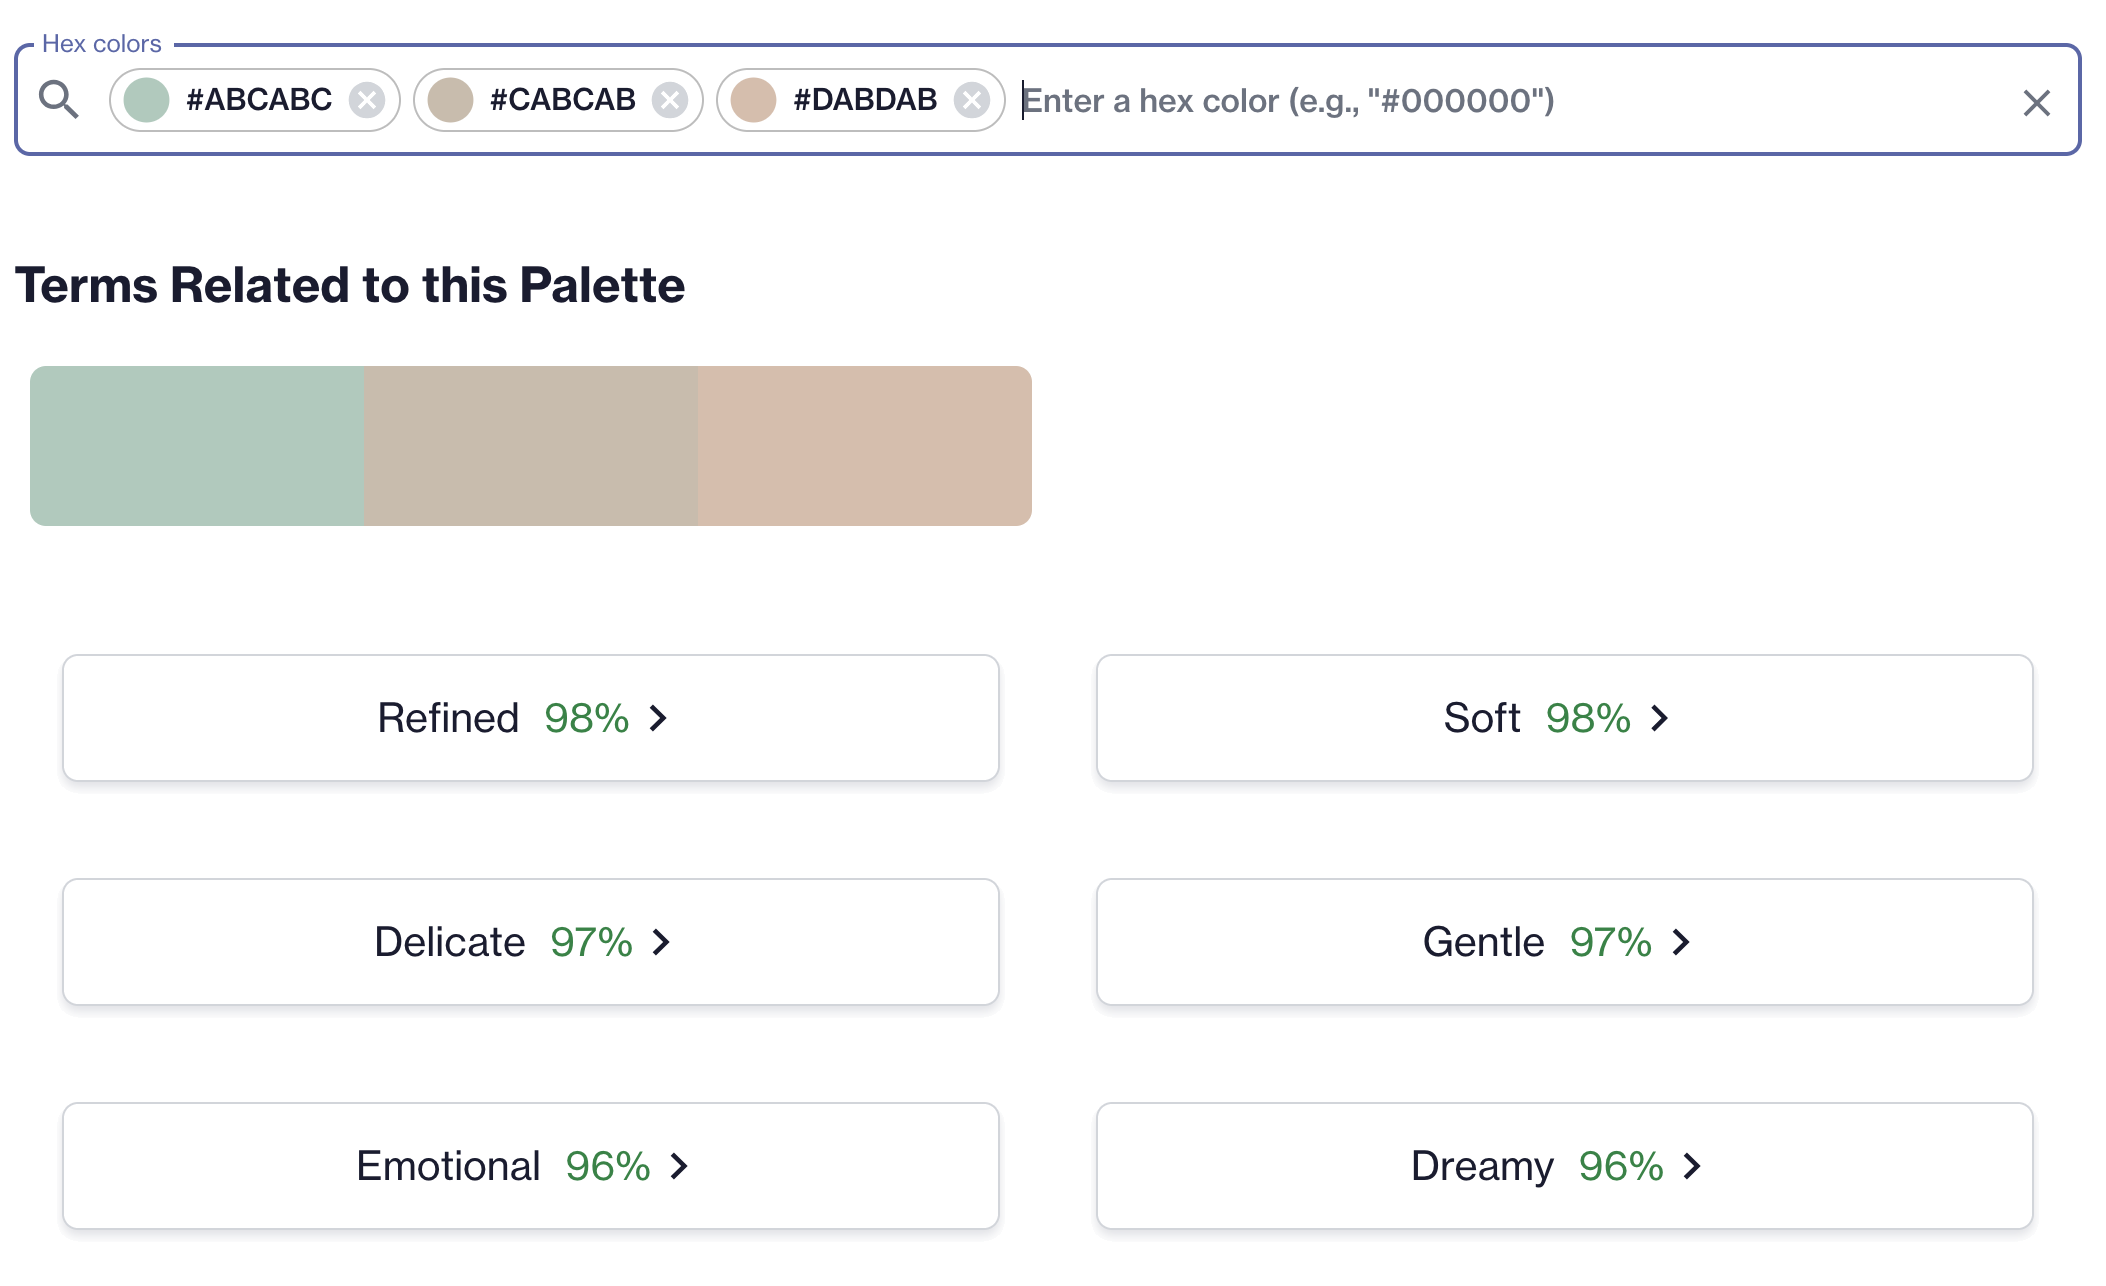 Hex colors
#ABCABC #CABCAB #DABDAB Enter a hex color (e.g., "#000000")
Terms Related to this Palette
Refined 98% Soft 98%
Delicate 97% Gentle 97%
Emotional 96% Dreamy 96%